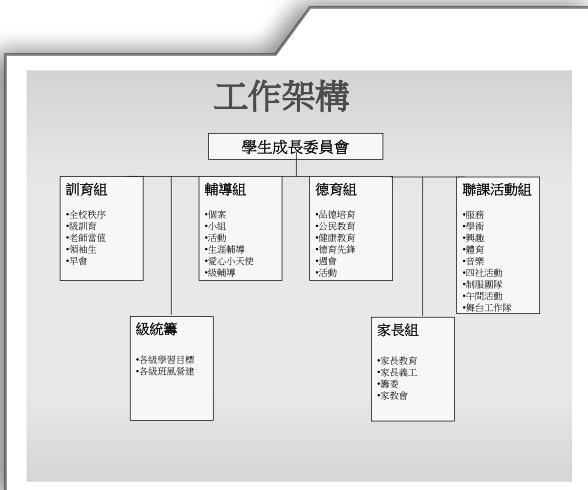 工作架構
學生成長委員會
訓育組
•全校秩序
•級訓育
•老師當值
•領袖生
•早會
輔導組
•個案
•小組
•活動
•生涯輔導
•愛心小天使
•級輔導
德育組
•品德培育
•公民教育
•健康教育
•德育先鋒
•週會
•活動
聯課活動組
•服務
•學術
•興趣
•體育
•音樂
•四社活動
•制服團隊
•午間活動
•舞台工作隊
級統籌
•各級學習目標
•各級班風營建
家長組
•家長教育
•家長義工
•籌委
•家教會